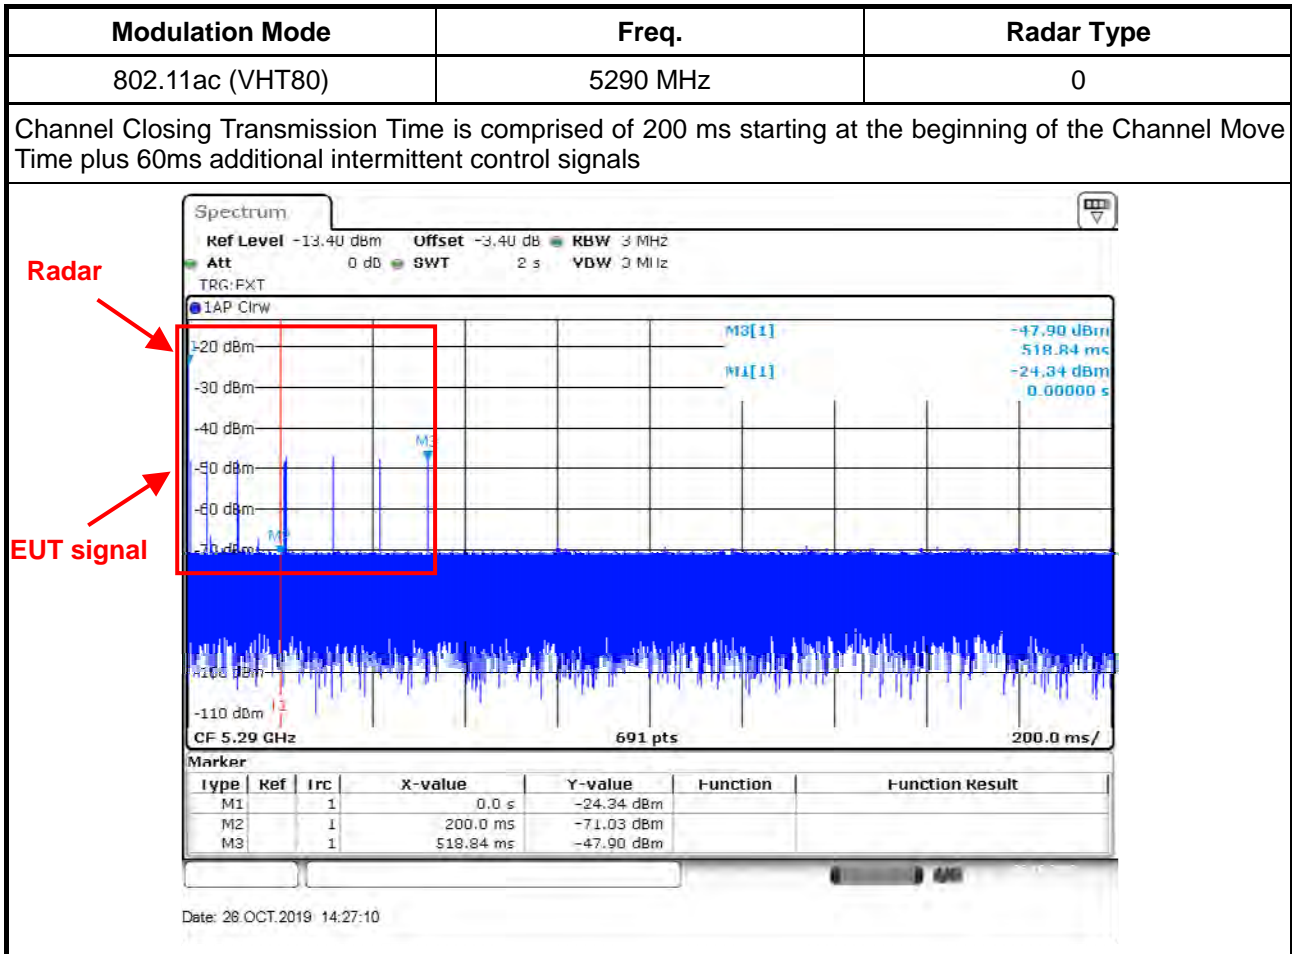 Modulation Mode Freq. Radar Type
802.11ac (VHT80) 5290 MHz 0
Channel Closing Transmission Time is comprised of 200 ms starting at the beginning of the Channel Move
Time plus 60ms additional intermittent control signals
Spectrum
Ref Level -13.40 dBm Offset -3.40 dB RBW 3 MHz
Att 0 dB SWT 2 s VBW 3 MHz
TRG:EXT
1AP Clrw
Radar
EUT signal
M3[1] -47.90 dBm
518.84 ms
M1[1] -24.34 dBm
0.00000 s
-20 dBm
-30 dBm
-40 dBm
M3
-50 dBm
-60 dBm
M2
-70 dBm
-100 dBm
-110 dBm
CF 5.29 GHz 691 pts 200.0 ms/
Marker
Type Ref Trc X-value Y-value Function Function Result
M1 1 0.0 s -24.34 dBm
M2 1 200.0 ms -71.03 dBm
M3 1 518.84 ms -47.90 dBm
Date: 26.OCT.2019 14:27:10